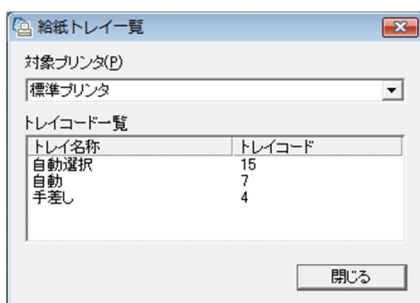 給紙トレイ一覧
対象プリンタ(P)
標準プリンタ
トレイコード一覧
トレイ名称 トレイコード
自動選択 15
自動 7
手差し 4
閉じる